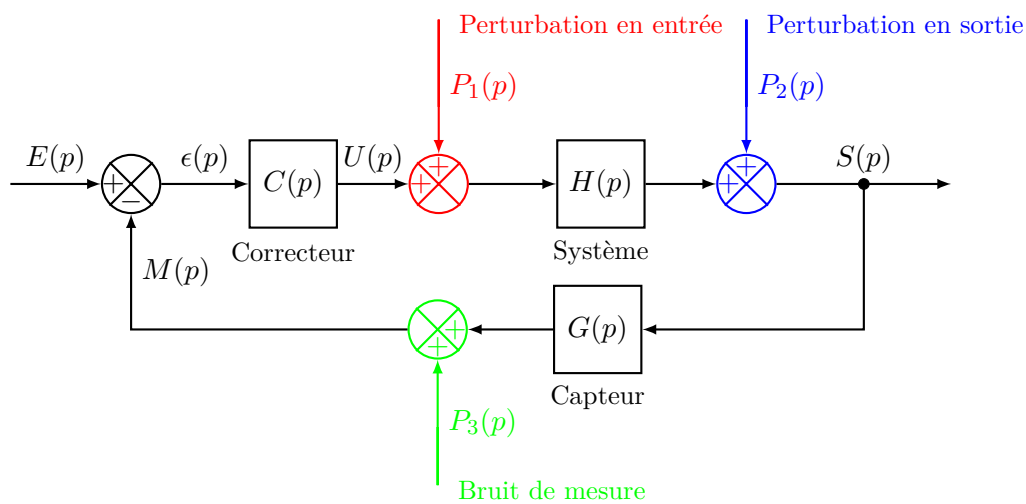 Perturbation en entrée
Perturbation en sortie
P₁(p)
P₂(p)
E(p)
ϵ(p)
C(p)
U(p)
H(p)
S(p)
+
−
+
+
+
+
Correcteur
Système
M(p)
G(p)
+
+
Capteur
P₃(p)
Bruit de mesure